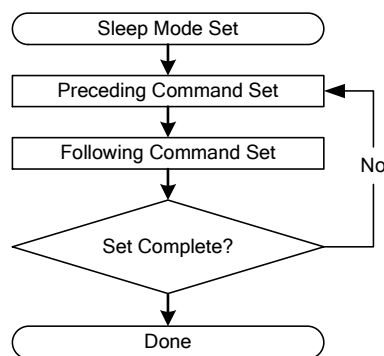 Sleep Mode Set
Preceding Command Set
Following Command Set
No
Set Complete?
Done